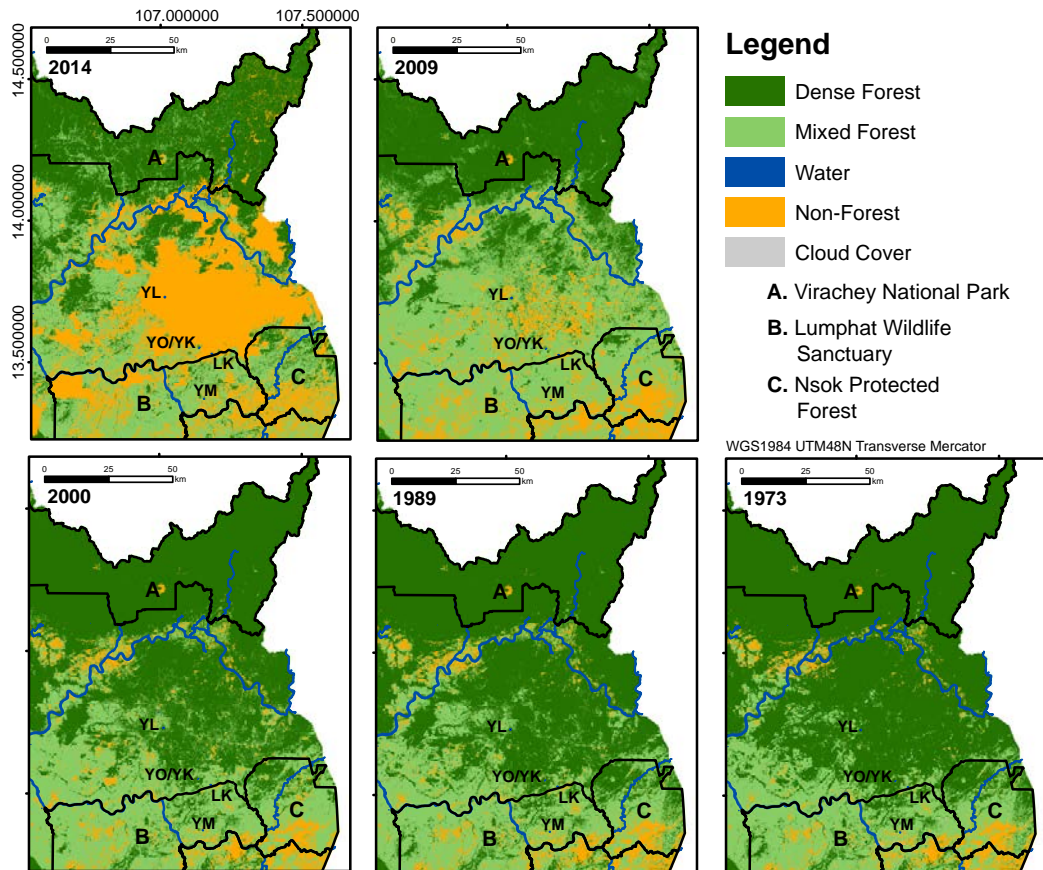 107.000000 107.500000
14.500000
14.000000
13.500000
0 25 50
km
2014
A
YL
YO/YK
LK
YM
B
C
0 25 50
km
2009
A
YL
YO/YK
LK
YM
B
C
Legend
Dense Forest
Mixed Forest
Water
Non-Forest
Cloud Cover
A. Virachey National Park
B. Lumphat Wildlife
Sanctuary
C. Nsok Protected
Forest
WGS1984 UTM48N Transverse Mercator
0 25 50
km
2000
A
YL
YO/YK
LK
YM
B
C
0 25 50
km
1989
A
YL
YO/YK
LK
YM
B
C
0 25 50
km
1973
A
YL
YO/YK
LK
YM
B
C